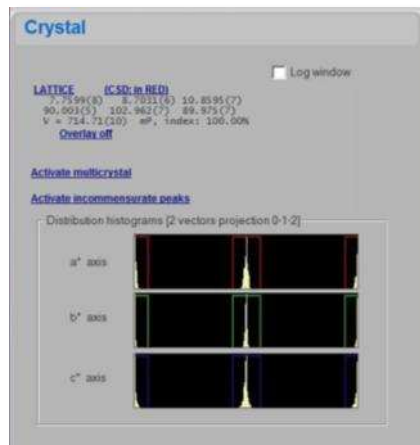 Crystal
Log window
LATTICE (CSD: in RED)
7.7599(8) 8.7031(6) 10.8595(7)
90.003(5) 102.962(7) 89.975(7)
V = 714.71(10) mP, index: 100.00%
Overlay off
Activate multicrystal
Activate incommensurate peaks
Distribution histograms [2 vectors projection 0-1-2]
a* axis
b* axis
c* axis